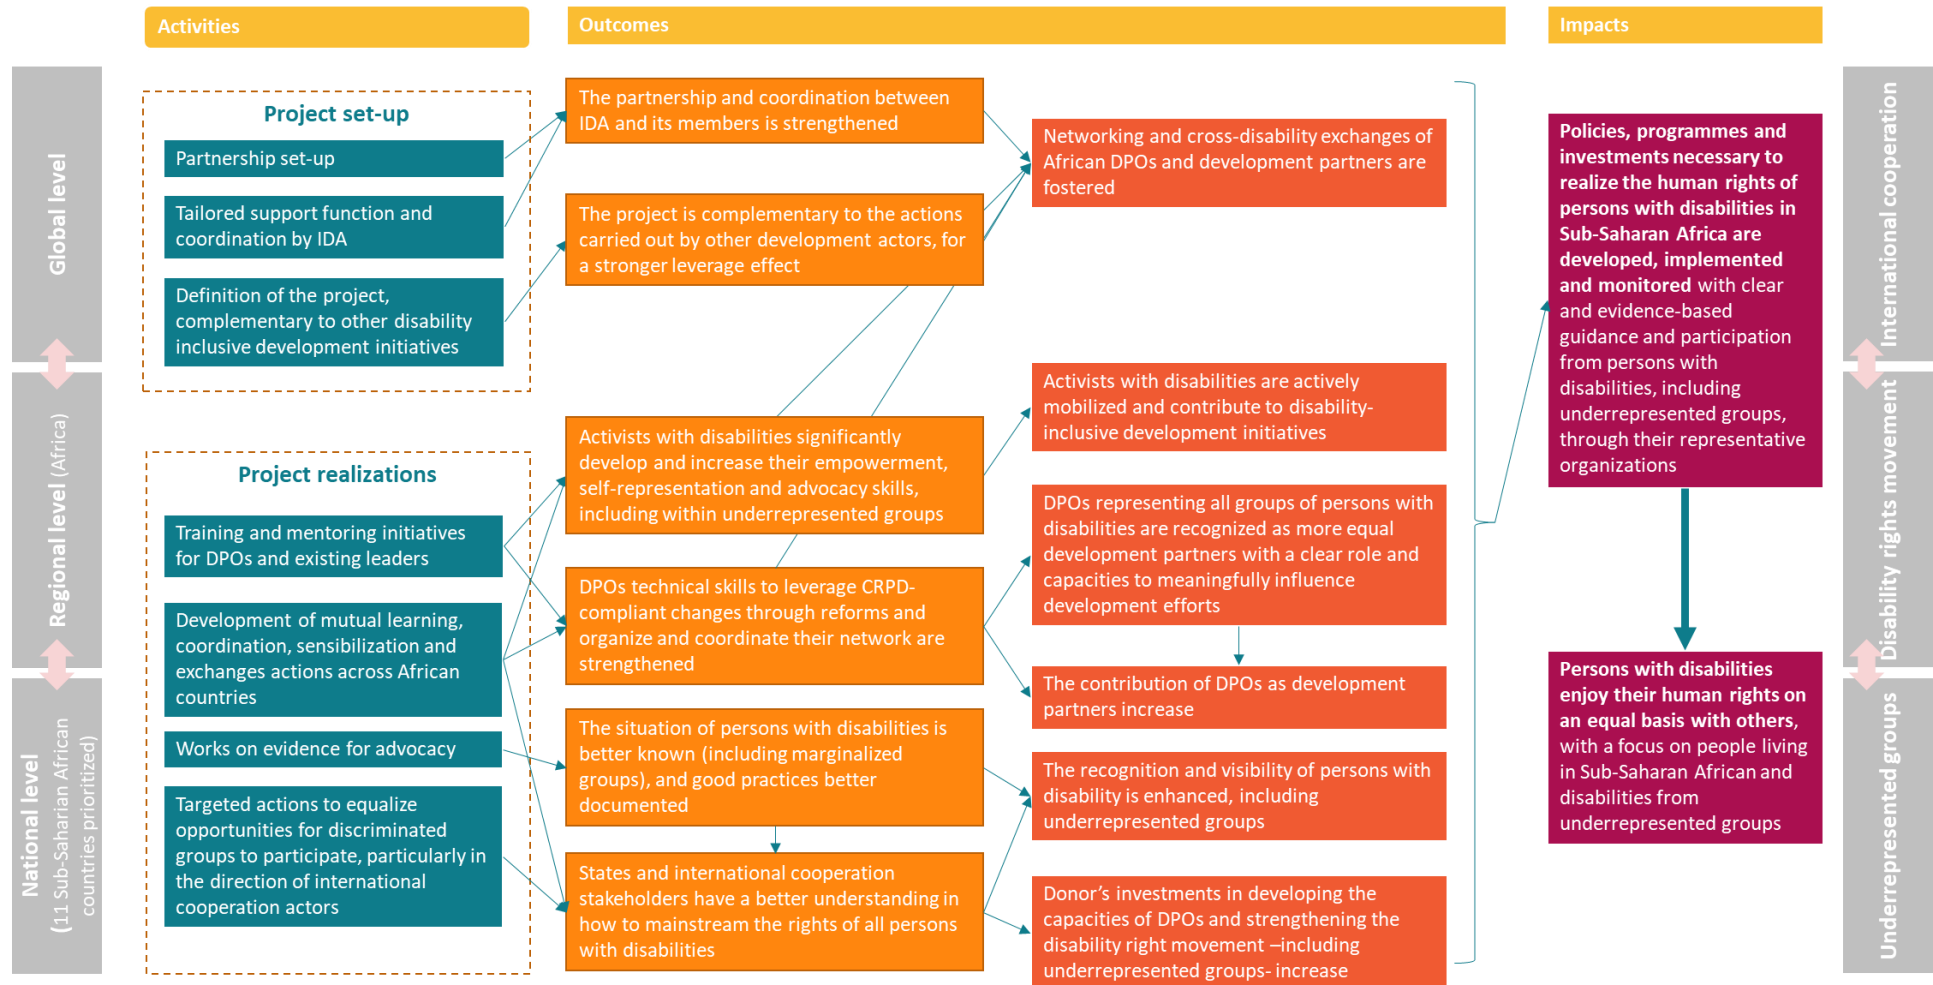 Activities
Outcomes
Impacts
Global level
Regional level (Africa)
National level
(11 Sub-Saharian African
countries prioritized)
Project set-up
Partnership set-up
Tailored support function and
coordination by IDA
Definition of the project,
complementary to other disability
inclusive development initiatives
Project realizations
Training and mentoring initiatives
for DPOs and existing leaders
Development of mutual learning,
coordination, sensibilization and
exchanges actions across African
countries
Works on evidence for advocacy
Targeted actions to equalize
opportunities for discriminated
groups to participate, particularly in
the direction of international
cooperation actors
The partnership and coordination between
IDA and its members is strengthened
The project is complementary to the actions
carried out by other development actors, for
a stronger leverage effect
Activists with disabilities significantly
develop and increase their empowerment,
self-representation and advocacy skills,
including within underrepresented groups
DPOs technical skills to leverage CRPD-
compliant changes through reforms and
organize and coordinate their network are
strengthened
The situation of persons with disabilities is
better known (including marginalized
groups), and good practices better
documented
States and international cooperation
stakeholders have a better understanding in
how to mainstream the rights of all persons
with disabilities
Networking and cross-disability exchanges of
African DPOs and development partners are
fostered
Activists with disabilities are actively
mobilized and contribute to disability-
inclusive development initiatives
DPOs representing all groups of persons with
disabilities are recognized as more equal
development partners with a clear role and
capacities to meaningfully influence
development efforts
The contribution of DPOs as development
partners increase
The recognition and visibility of persons with
disability is enhanced, including
underrepresented groups
Donor’s investments in developing the
capacities of DPOs and strengthening the
disability right movement –including
underrepresented groups- increase
Policies, programmes and
investments necessary to
realize the human rights of
persons with disabilities in
Sub-Saharan Africa are
developed, implemented
and monitored with clear
and evidence-based
guidance and participation
from persons with
disabilities, including
underrepresented groups,
through their representative
organizations
Persons with disabilities
enjoy their human rights on
an equal basis with others,
with a focus on people living
in Sub-Saharan African and
disabilities from
underrepresented groups
International cooperation
Disability rights movement
Underrepresented groups